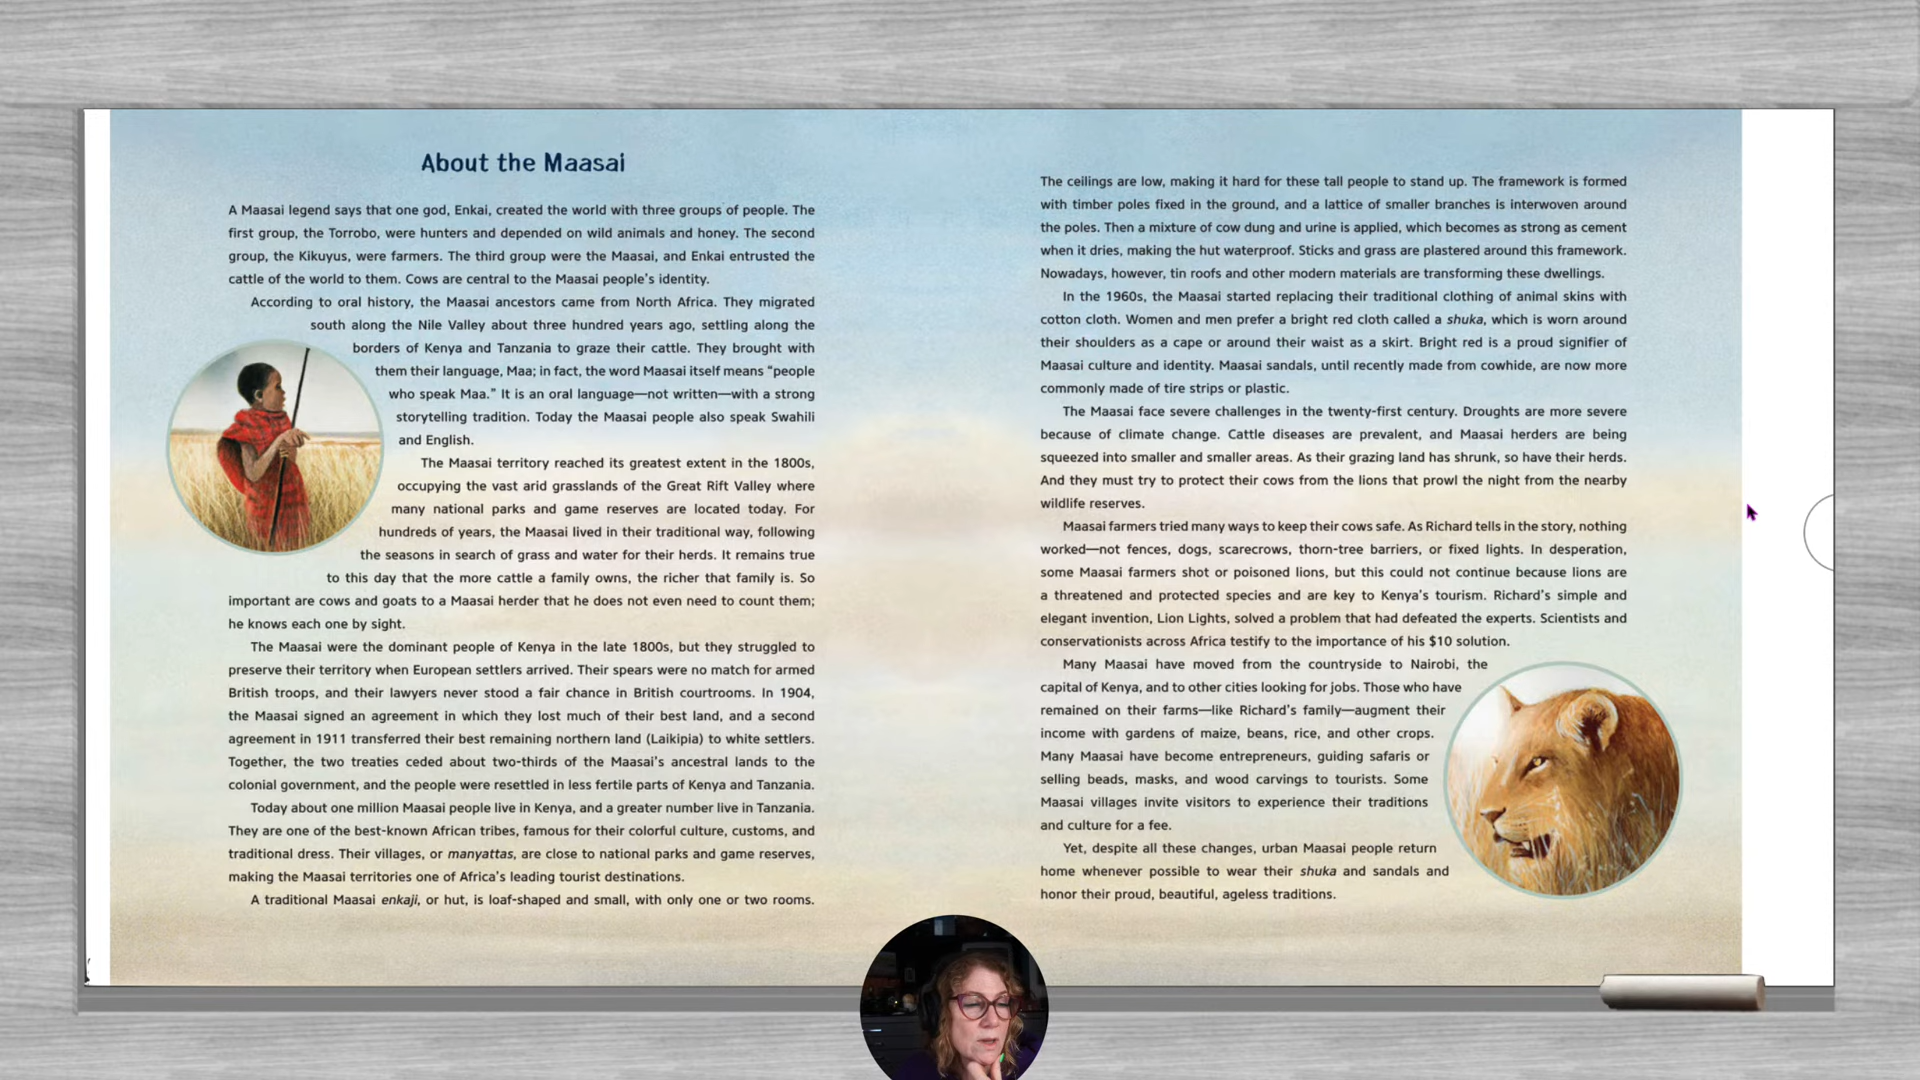 About the Maasai
A Maasai legend says that one god, Enkai, created the world with three groups of people. The
first group, the Torrobo, were hunters and depended on wild animals and honey. The second
group, the Kikuyus, were farmers. The third group were the Maasai, and Enkai entrusted the
cattle of the world to them. Cows are central to the Maasai people's identity.
According to oral history, the Maasai ancestors came from North Africa. They migrated
south along the Nile Valley about three hundred years ago, settling along the
borders of Kenya and Tanzania to graze their cattle. They brought with
them their language, Maa; in fact, the word Maasai itself means “people
who speak Maa.” It is an oral language—not written—with a strong
storytelling tradition. Today the Maasai people also speak Swahili
and English.
The Maasai territory reached its greatest extent in the 1800s,
occupying the vast arid grasslands of the Great Rift Valley where
many national parks and game reserves are located today. For
hundreds of years, the Maasai lived in their traditional way, following
the seasons in search of grass and water for their herds. It remains true
to this day that the more cattle a family owns, the richer that family is. So
important are cows and goats to a Maasai herder that he does not even need to count them;
he knows each one by sight.
The Maasai were the dominant people of Kenya in the late 1800s, but they struggled to
preserve their territory when European settlers arrived. Their spears were no match for armed
British troops, and their lawyers never stood a fair chance in British courtrooms. In 1904,
the Maasai signed an agreement in which they lost much of their best land, and a second
agreement in 1911 transferred their best remaining northern land (Laikipia) to white settlers.
Together, the two treaties ceded about two-thirds of the Maasai's ancestral lands to the
colonial government, and the people were resettled in less fertile parts of Kenya and Tanzania.
Today about one million Maasai people live in Kenya, and a greater number live in Tanzania.
They are one of the best-known African tribes, famous for their colorful culture, customs, and
traditional dress. Their villages, or manyattas, are close to national parks and game reserves,
making the Maasai territories one of Africa's leading tourist destinations.
A traditional Maasai enkaji, or hut, is loaf-shaped and small, with only one or two rooms.
The ceilings are low, making it hard for these tall people to stand up. The framework is formed
with timber poles fixed in the ground, and a lattice of smaller branches is interwoven around
the poles. Then a mixture of cow dung and urine is applied, which becomes as strong as cement
when it dries, making the hut waterproof. Sticks and grass are plastered around this framework.
Nowadays, however, tin roofs and other modern materials are transforming these dwellings.
In the 1960s, the Maasai started replacing their traditional clothing of animal skins with
cotton cloth. Women and men prefer a bright red cloth called a shuka, which is worn around
their shoulders as a cape or around their waist as a skirt. Bright red is a proud signifier of
Maasai culture and identity. Maasai sandals, until recently made from cowhide, are now more
commonly made of tire strips or plastic.
The Maasai face severe challenges in the twenty-first century. Droughts are more severe
because of climate change. Cattle diseases are prevalent, and Maasai herders are being
squeezed into smaller and smaller areas. As their grazing land has shrunk, so have their herds.
And they must try to protect their cows from the lions that prowl the night from the nearby
wildlife reserves.
Maasai farmers tried many ways to keep their cows safe. As Richard tells in the story, nothing
worked—not fences, dogs, scarecrows, thorn-tree barriers, or fixed lights. In desperation,
some Maasai farmers shot or poisoned lions, but this could not continue because lions are
a threatened and protected species and are key to Kenya's tourism. Richard's simple and
elegant invention, Lion Lights, solved a problem that had defeated the experts. Scientists and
conservationists across Africa testify to the importance of his $10 solution.
Many Maasai have moved from the countryside to Nairobi, the
capital of Kenya, and to other cities looking for jobs. Those who have
remained on their farms—like Richard's family—augment their
income with gardens of maize, beans, rice, and other crops.
Many Maasai have become entrepreneurs, guiding safaris or
selling beads, masks, and wood carvings to tourists. Some
Maasai villages invite visitors to experience their traditions
and culture for a fee.
Yet, despite all these changes, urban Maasai people return
home whenever possible to wear their shuka and sandals and
honor their proud, beautiful, ageless traditions.